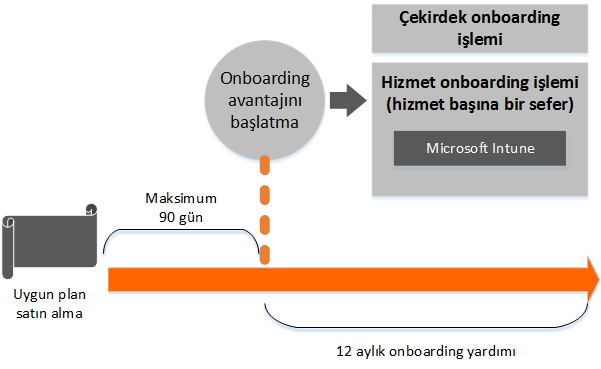 Çekirdek onboarding
işlemi
Onboarding
avantajını
başlatma
Hizmet onboarding işlemi
(hizmet başına bir sefer)
Microsoft Intune
Maksimum
90 gün
Uygun plan
satın alma
12 aylık onboarding yardımı